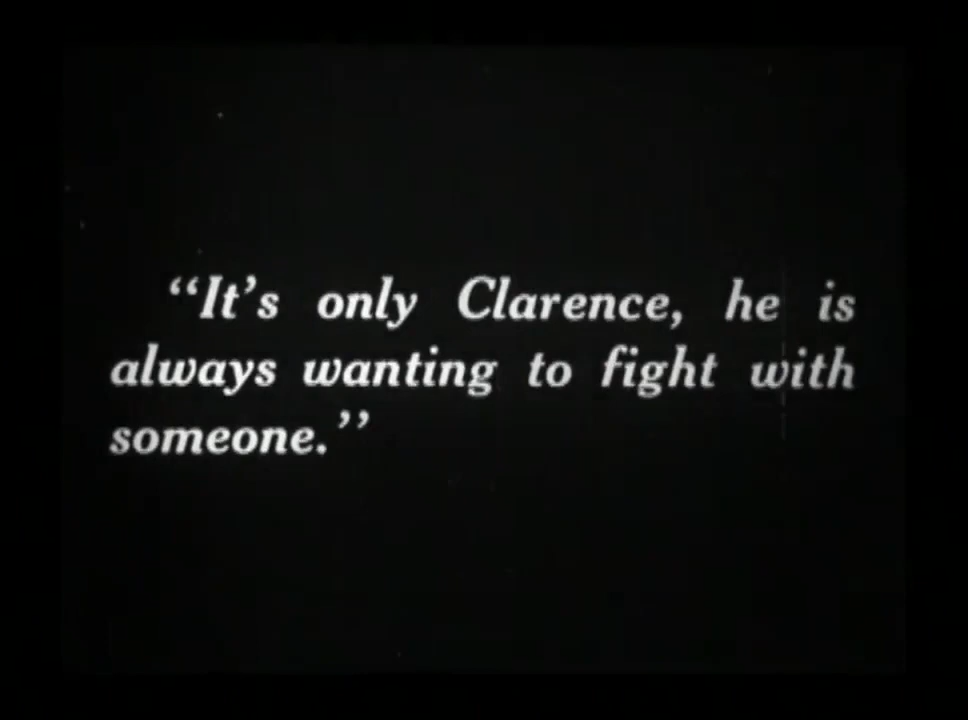 “It’s only Clarence, he is
always wanting to fight with
someone.”